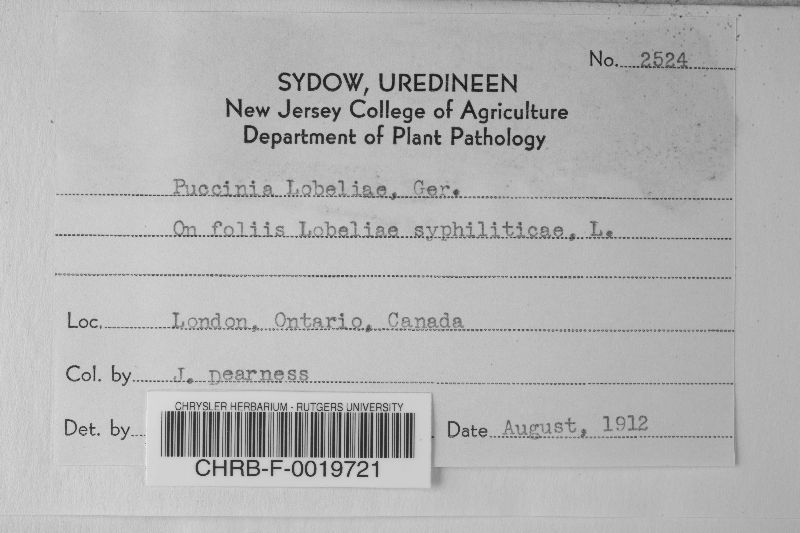 No. 2524
SYDOW, UREDINEEN
New Jersey College of Agriculture
Department of Plant Pathology
Puccinia Lobeliae, Ger.
On foliis Lobeliae syphiliticae, L.
Loc. London, Ontario, Canada
Col. by J. pearness
Det. by
Date August, 1912
CHRYSLER HERBARIUM - RUTGERS UNIVERSITY
CHRB-F-0019721